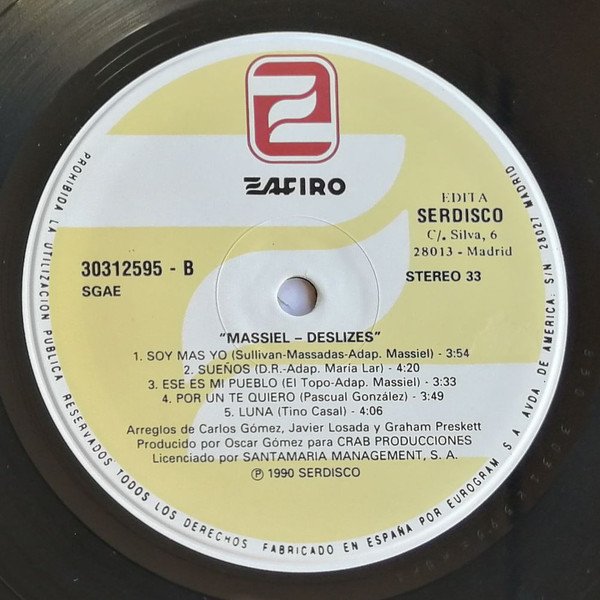 ZAFIRO
EDITA
SERDISCO
C/. Silva, 6
28013 - Madrid
30312595 - B
SGAE
STEREO 33
"MASSIEL - DESLIZES"
1. SOY MAS YO (Sullivan-Massadas-Adap. Massiel) - 3:54
2. SUEÑOS (D.R.-Adap. María Lar) - 4:20
3. ESE ES MI PUEBLO (El Topo-Adap. Massiel) - 3:33
4. POR UN TE QUIERO (Pascual González) - 3:49
5. LUNA (Tino Casal) - 4:06
Arreglos de Carlos Gómez, Javier Losada y Graham Preskett
Producido por Oscar Gómez para CRAB PRODUCCIONES
Licenciado por SANTAMARIA MANAGEMENT, S. A.
Ⓟ 1990 SERDISCO
PROHIBIDA LA UTILIZACION PUBLICA RESERVADOS TODOS LOS DERECHOS FABRICADO EN ESPAÑA POR EUROGRAM S. A. AVDA. DE AMERICA, S/N 28027 MADRID